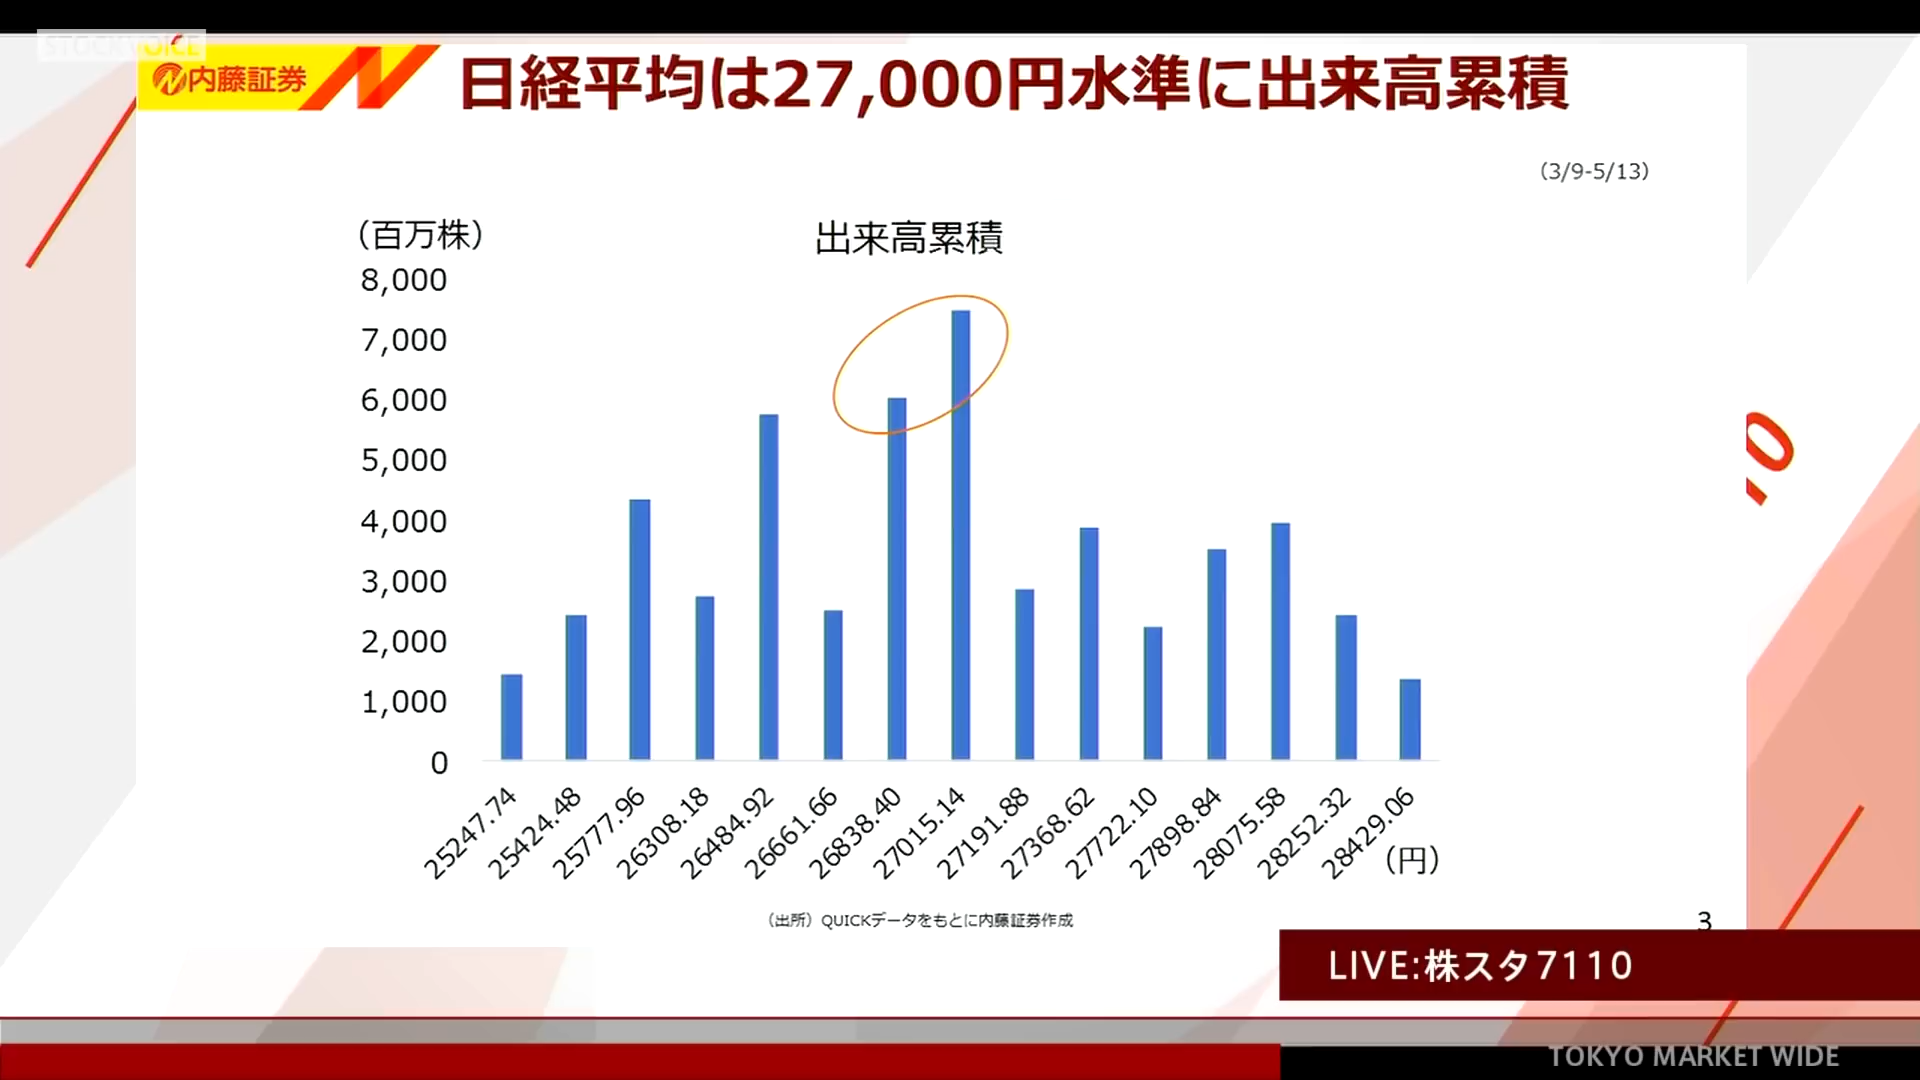 STOCKVOICE
内藤証券
日経平均は27,000円水準に出来高累積
（3/9-5/13）
（百万株）
出来高累積
8,000
7,000
6,000
5,000
4,000
3,000
2,000
1,000
0
25247.74
25424.48
25777.96
26308.18
26484.92
26661.66
26838.40
27015.14
27191.88
27368.62
27722.10
27898.84
28075.58
28252.32
28429.06
（円）
（出所）QUICKデータをもとに内藤証券作成
3
LIVE:株スタ7110
TOKYO MARKET WIDE